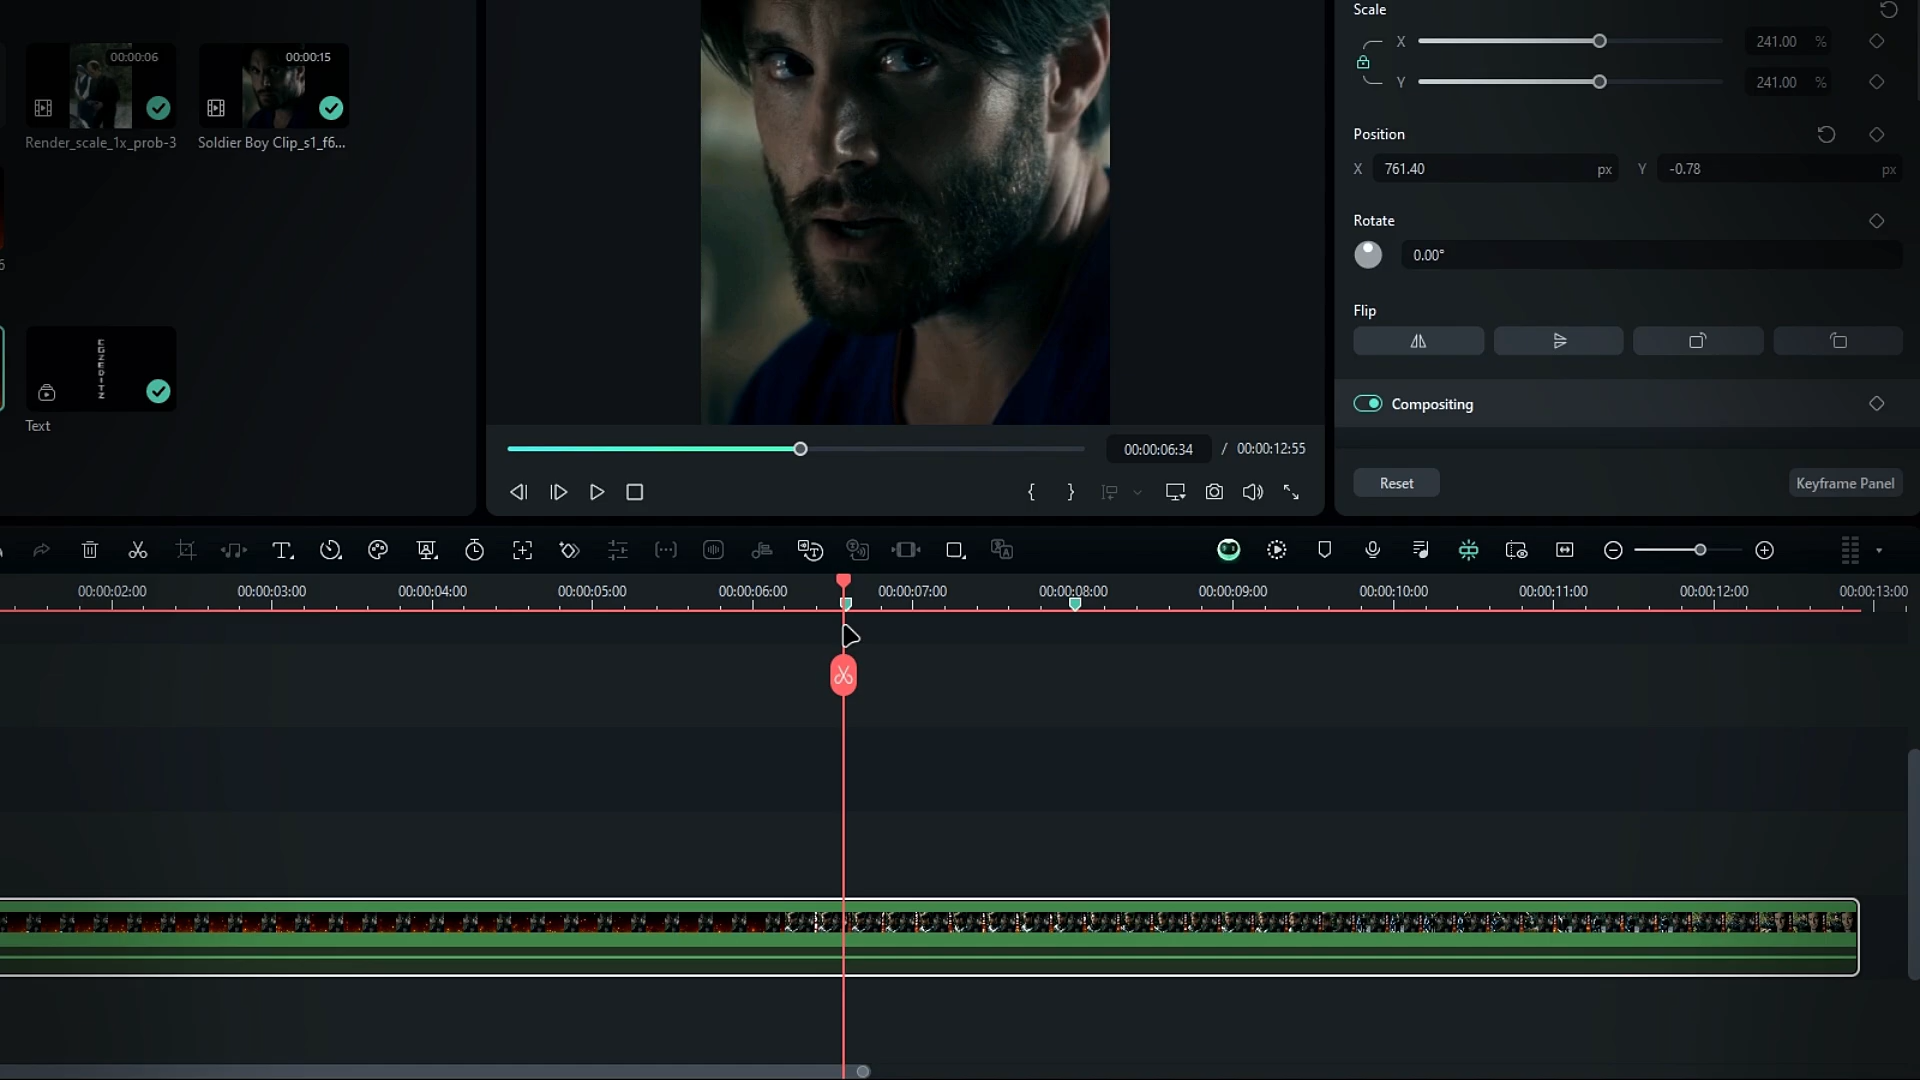 Scale
00:00:06
00:00:15
X
241.00 %
Y
241.00 %
Render_scale_1x_prob-3
Soldier Boy Clip_s1_f6...
Position
X 761.40 px Y -0.78 px
Rotate
0.00°
Flip
EGZEDITZ
Text
Compositing
00:00:06:34 / 00:00:12:55
Reset
Keyframe Panel
00:00:02:00 00:00:03:00 00:00:04:00 00:00:05:00 00:00:06:00 00:00:07:00 00:00:08:00 00:00:09:00 00:00:10:00 00:00:11:00 00:00:12:00 00:00:13:00